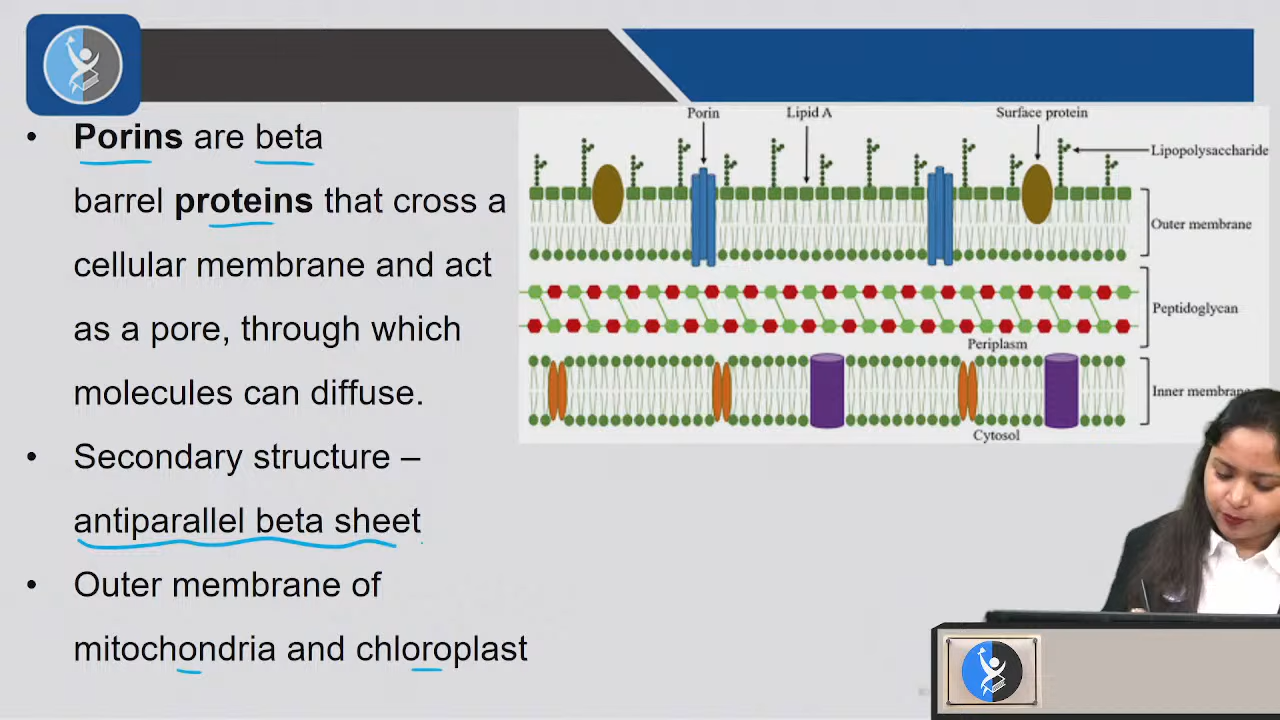 • Porins are beta
barrel proteins that cross a
cellular membrane and act
as a pore, through which
molecules can diffuse.
• Secondary structure –
antiparallel beta sheet
• Outer membrane of
mitochondria and chloroplast
Porin
Lipid A
Surface protein
Lipopolysaccharide
Outer membrane
Peptidoglycan
Periplasm
Inner membrane
Cytosol